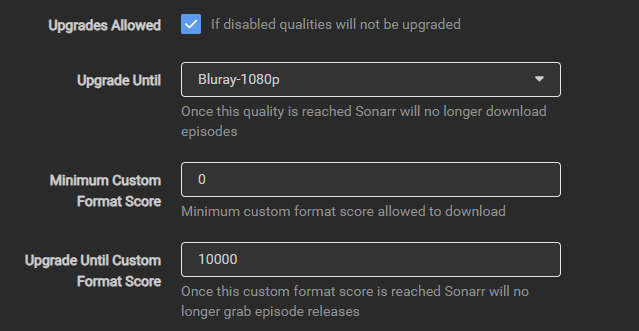 Upgrades Allowed
If disabled qualities will not be upgraded
Upgrade Until
Bluray-1080p
Once this quality is reached Sonarr will no longer download
episodes
Minimum Custom
Format Score
0
Minimum custom format score allowed to download
Upgrade Until Custom
Format Score
10000
Once this custom format score is reached Sonarr will no
longer grab episode releases